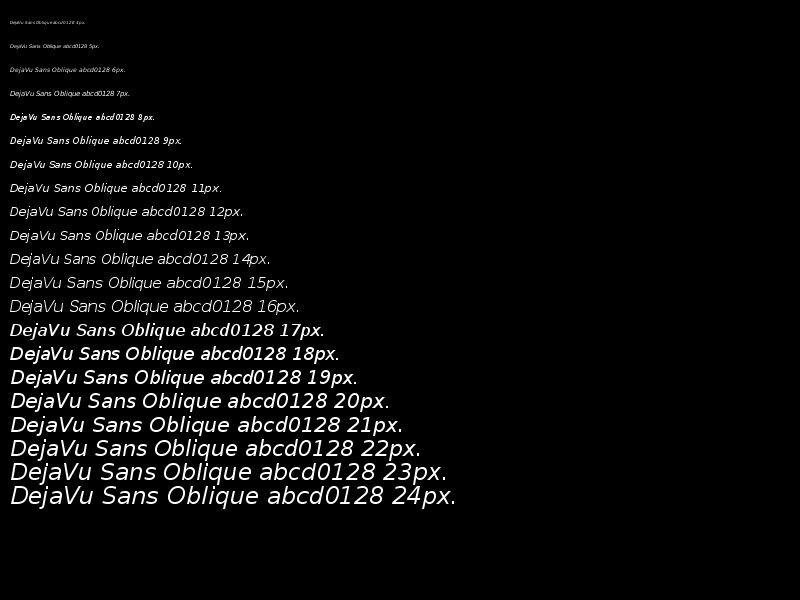 DejaVu Sans Oblique abcd0128 4px.
DejaVu Sans Oblique abcd0128 5px.
DejaVu Sans Oblique abcd0128 6px.
DejaVu Sans Oblique abcd0128 7px.
DejaVu Sans Oblique abcd0128 8px.
DejaVu Sans Oblique abcd0128 9px.
DejaVu Sans Oblique abcd0128 10px.
DejaVu Sans Oblique abcd0128 11px.
DejaVu Sans Oblique abcd0128 12px.
DejaVu Sans Oblique abcd0128 13px.
DejaVu Sans Oblique abcd0128 14px.
DejaVu Sans Oblique abcd0128 15px.
DejaVu Sans Oblique abcd0128 16px.
DejaVu Sans Oblique abcd0128 17px.
DejaVu Sans Oblique abcd0128 18px.
DejaVu Sans Oblique abcd0128 19px.
DejaVu Sans Oblique abcd0128 20px.
DejaVu Sans Oblique abcd0128 21px.
DejaVu Sans Oblique abcd0128 22px.
DejaVu Sans Oblique abcd0128 23px.
DejaVu Sans Oblique abcd0128 24px.